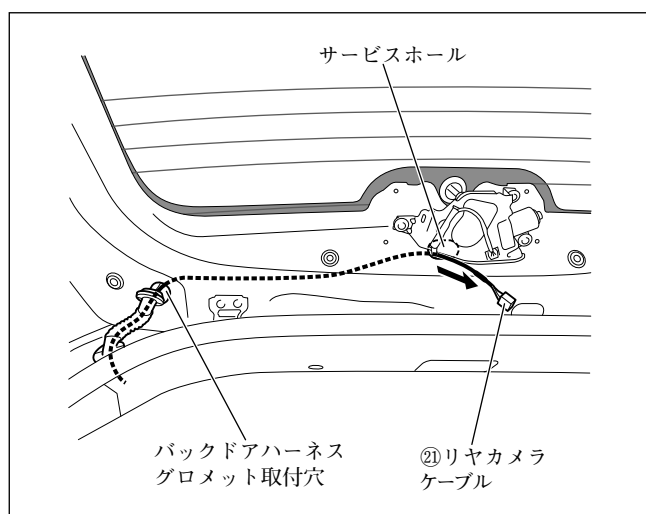 サービスホール
バックドアハーネス
グロメット取付穴
㉑リヤカメラ
ケーブル